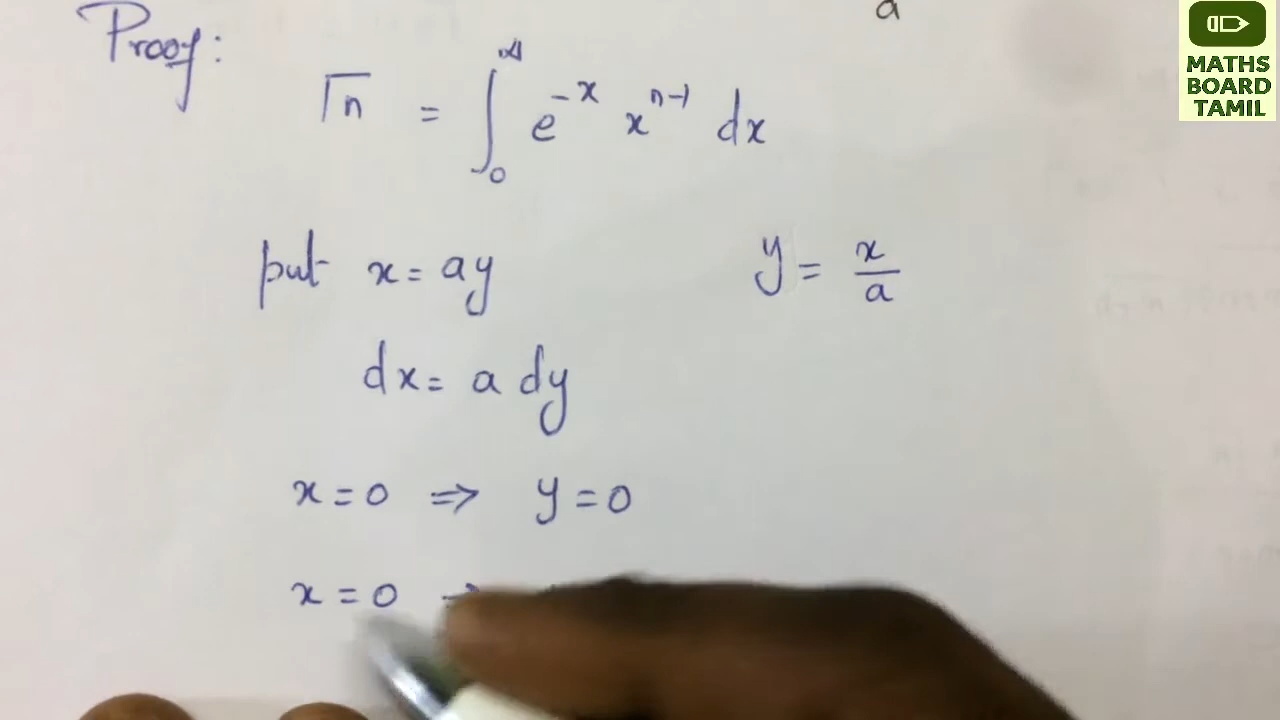 a
MATHS
BOARD
TAMIL
Proof:
Γn = ∫₀^∞ e^{-x} x^{n-1} dx
put x = ay y = x/a
dx = a dy
x = 0 ⇒ y = 0
x = 0